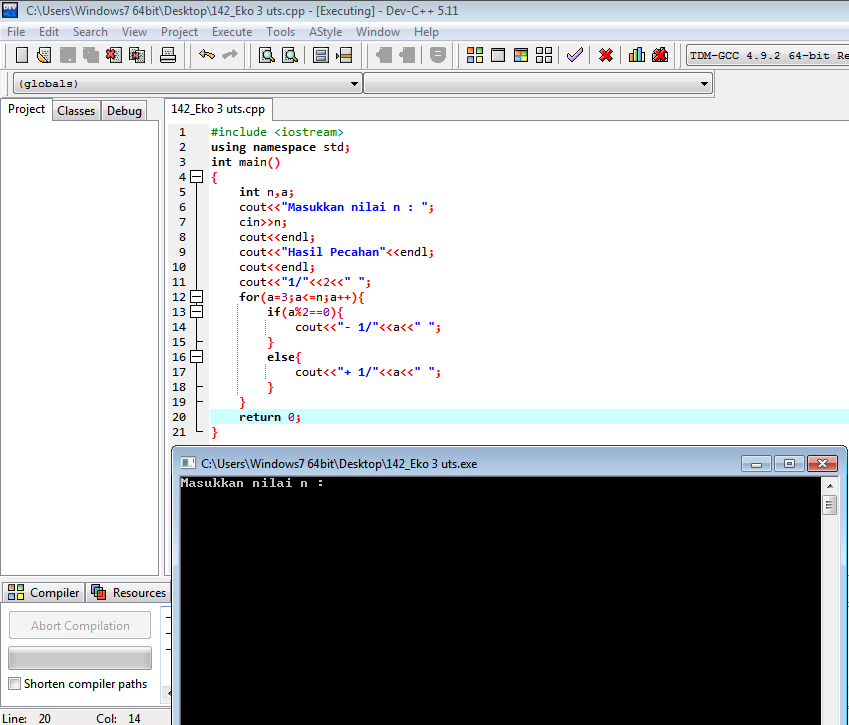 C:\Users\Windows7 64bit\Desktop\142_Eko 3 uts.cpp - [Executing] - Dev-C++ 5.11
File Edit Search View Project Execute Tools AStyle Window Help
TDM-GCC 4.9.2 64-bit Re
(globals)
Project Classes Debug 142_Eko 3 uts.cpp
1 #include <iostream>
2 using namespace std;
3 int main()
4 {
5 int n,a;
6 cout<<"Masukkan nilai n : ";
7 cin>>n;
8 cout<<endl;
9 cout<<"Hasil Pecahan"<<endl;
10 cout<<endl;
11 cout<<"1/"<<2<<" ";
12 for(a=3;a<=n;a++){
13 if(a%2==0){
14 cout<<"- 1/"<<a<<" ";
15 }
16 else{
17 cout<<"+ 1/"<<a<<" ";
18 }
19 }
20 return 0;
21 }
C:\Users\Windows7 64bit\Desktop\142_Eko 3 uts.exe
Masukkan nilai n :
Compiler Resources
Abort Compilation
Shorten compiler paths
Line: 20 Col: 14